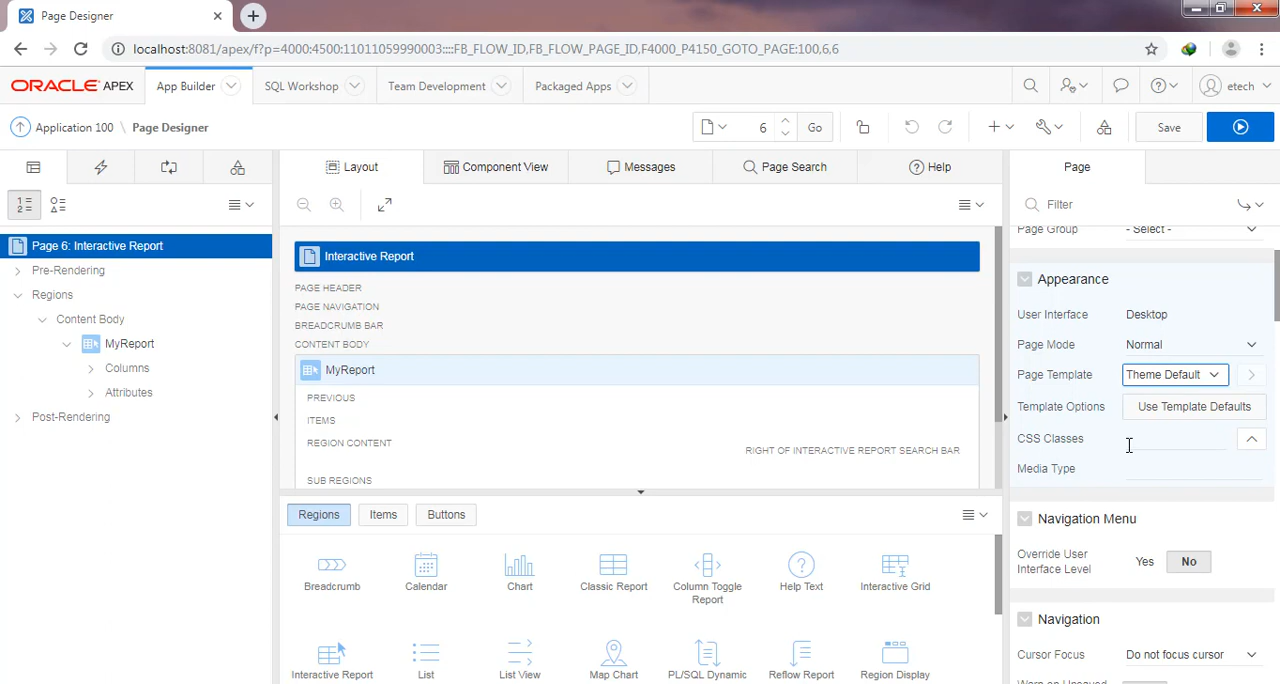 Page Designer
localhost:8081/apex/f?p=4000:4500:11011059990003::::FB_FLOW_ID,FB_FLOW_PAGE_ID,F4000_P4150_GOTO_PAGE:100,6,6
ORACLE APEX App Builder SQL Workshop Team Development Packaged Apps etech
Application 100 / Page Designer 6 Go Save
Layout Component View Messages Page Search Help Page
Filter
Page Group - Select -
Page 6: Interactive Report
Pre-Rendering
Regions
Content Body
MyReport
Columns
Attributes
Post-Rendering
Interactive Report
PAGE HEADER
PAGE NAVIGATION
BREADCRUMB BAR
CONTENT BODY
MyReport
PREVIOUS
ITEMS
REGION CONTENT
RIGHT OF INTERACTIVE REPORT SEARCH BAR
SUB REGIONS
Regions Items Buttons
Breadcrumb Calendar Chart Classic Report Column Toggle Report Help Text Interactive Grid
Interactive Report List List View Map Chart PL/SQL Dynamic Reflow Report Region Display
Appearance
User Interface Desktop
Page Mode Normal
Page Template Theme Default
Template Options Use Template Defaults
CSS Classes
Media Type
Navigation Menu
Override User Interface Level Yes No
Navigation
Cursor Focus Do not focus cursor
Warn on Unsaved